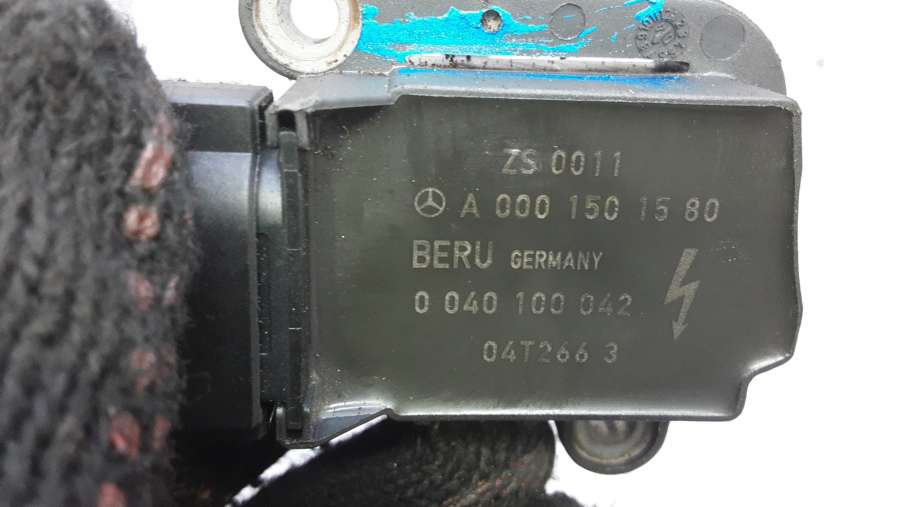 ZS 0011
A 000 150 15 80
BERU GERMANY
0 040 100 042
04T266 3